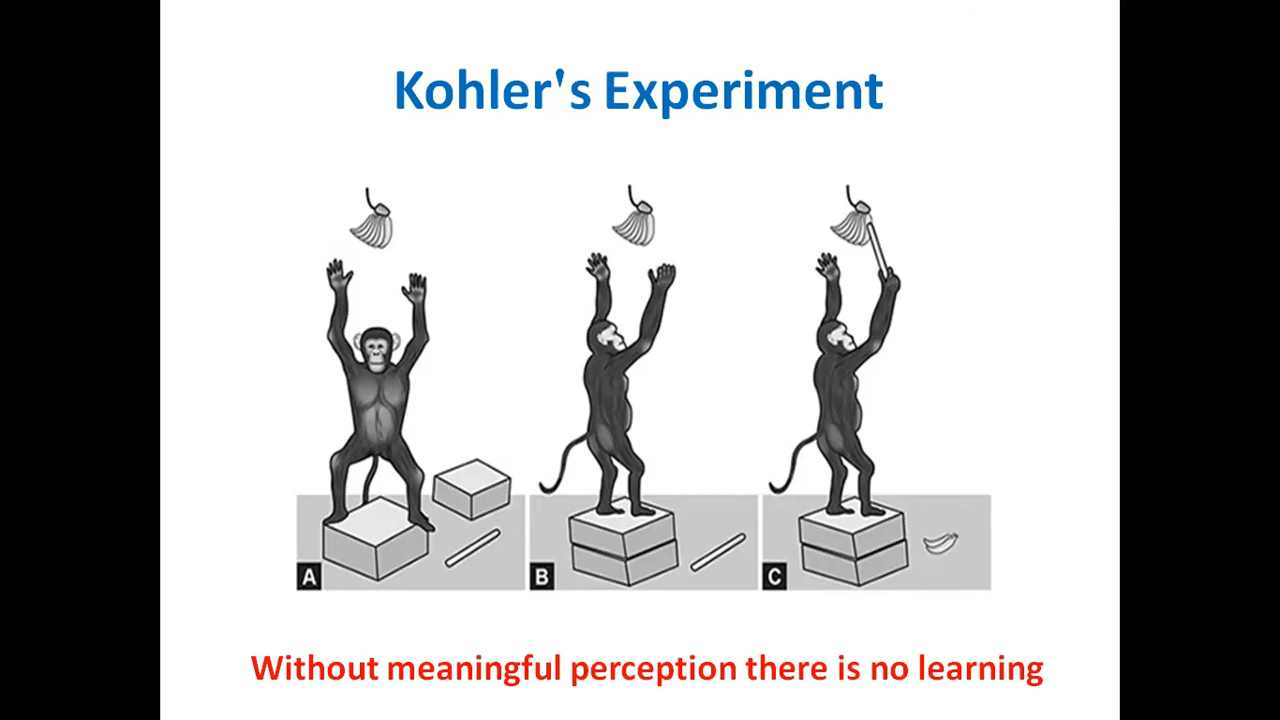 Kohler's Experiment
A
B
C
Without meaningful perception there is no learning